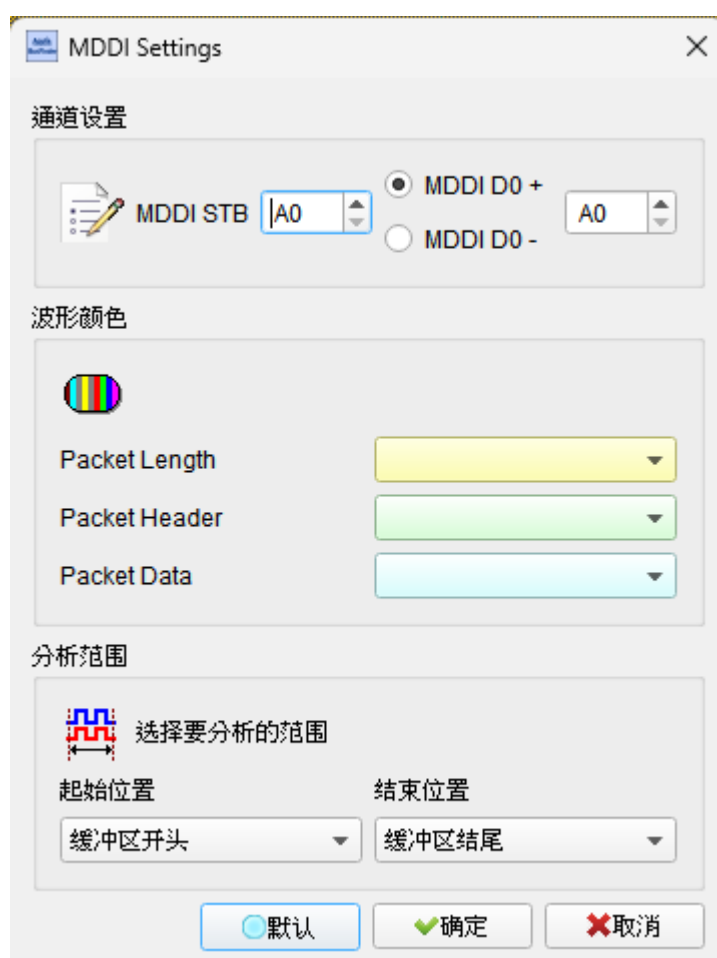 MDDI Settings
通道设置
MDDI STB A0 MDDI D0 + A0
MDDI D0 -
波形颜色
Packet Length
Packet Header
Packet Data
分析范围
选择要分析的范围
起始位置 结束位置
缓冲区开头 缓冲区结尾
默认 确定 取消